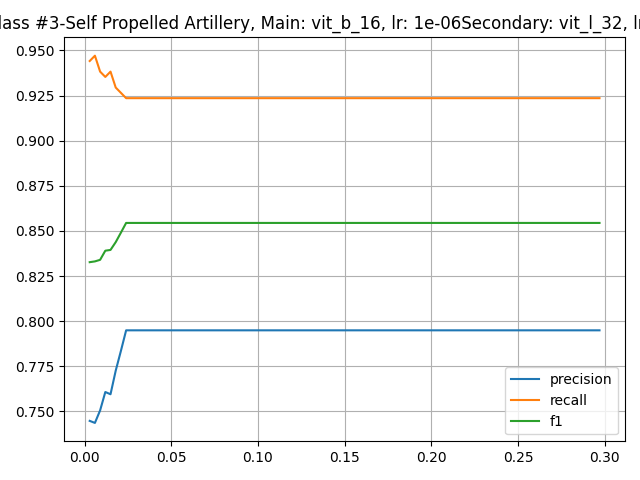 lass #3-Self Propelled Artillery, Main: vit_b_16, lr: 1e-06Secondary: vit_l_32, l
0.950
0.925
0.900
0.875
0.850
0.825
0.800
0.775
0.750
precision
recall
f1
0.00 0.05 0.10 0.15 0.20 0.25 0.30